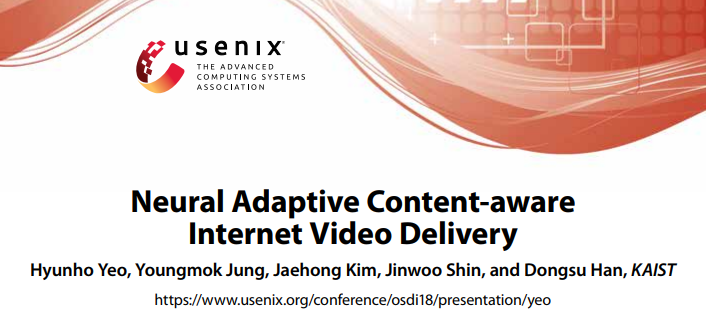 usenix
THE ADVANCED
COMPUTING SYSTEMS
ASSOCIATION
Neural Adaptive Content-aware
Internet Video Delivery
Hyunho Yeo, Youngmok Jung, Jaehong Kim, Jinwoo Shin, and Dongsu Han, KAIST
https://www.usenix.org/conference/osdi18/presentation/yeo